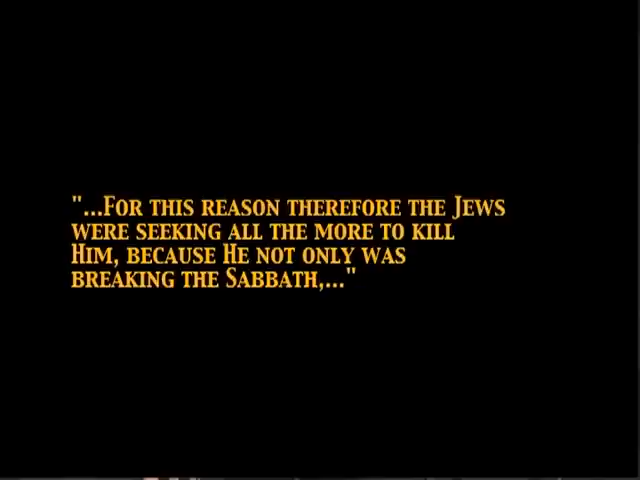 "...For this reason therefore the Jews
were seeking all the more to kill
Him, because He not only was
breaking the Sabbath,..."